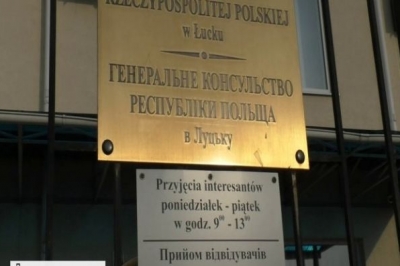 RZECZYPOSPOLITEJ POLSKIEJ
w Łucku
ГЕНЕРАЛЬНЕ КОНСУЛЬСТВО
РЕСПУБЛІКИ ПОЛЬЩА
в Луцьку
Przyjęcia interesantów
poniedziałek - piątek
w godz. 9⁰⁰ - 13⁰⁰
Прийом відвідувачів